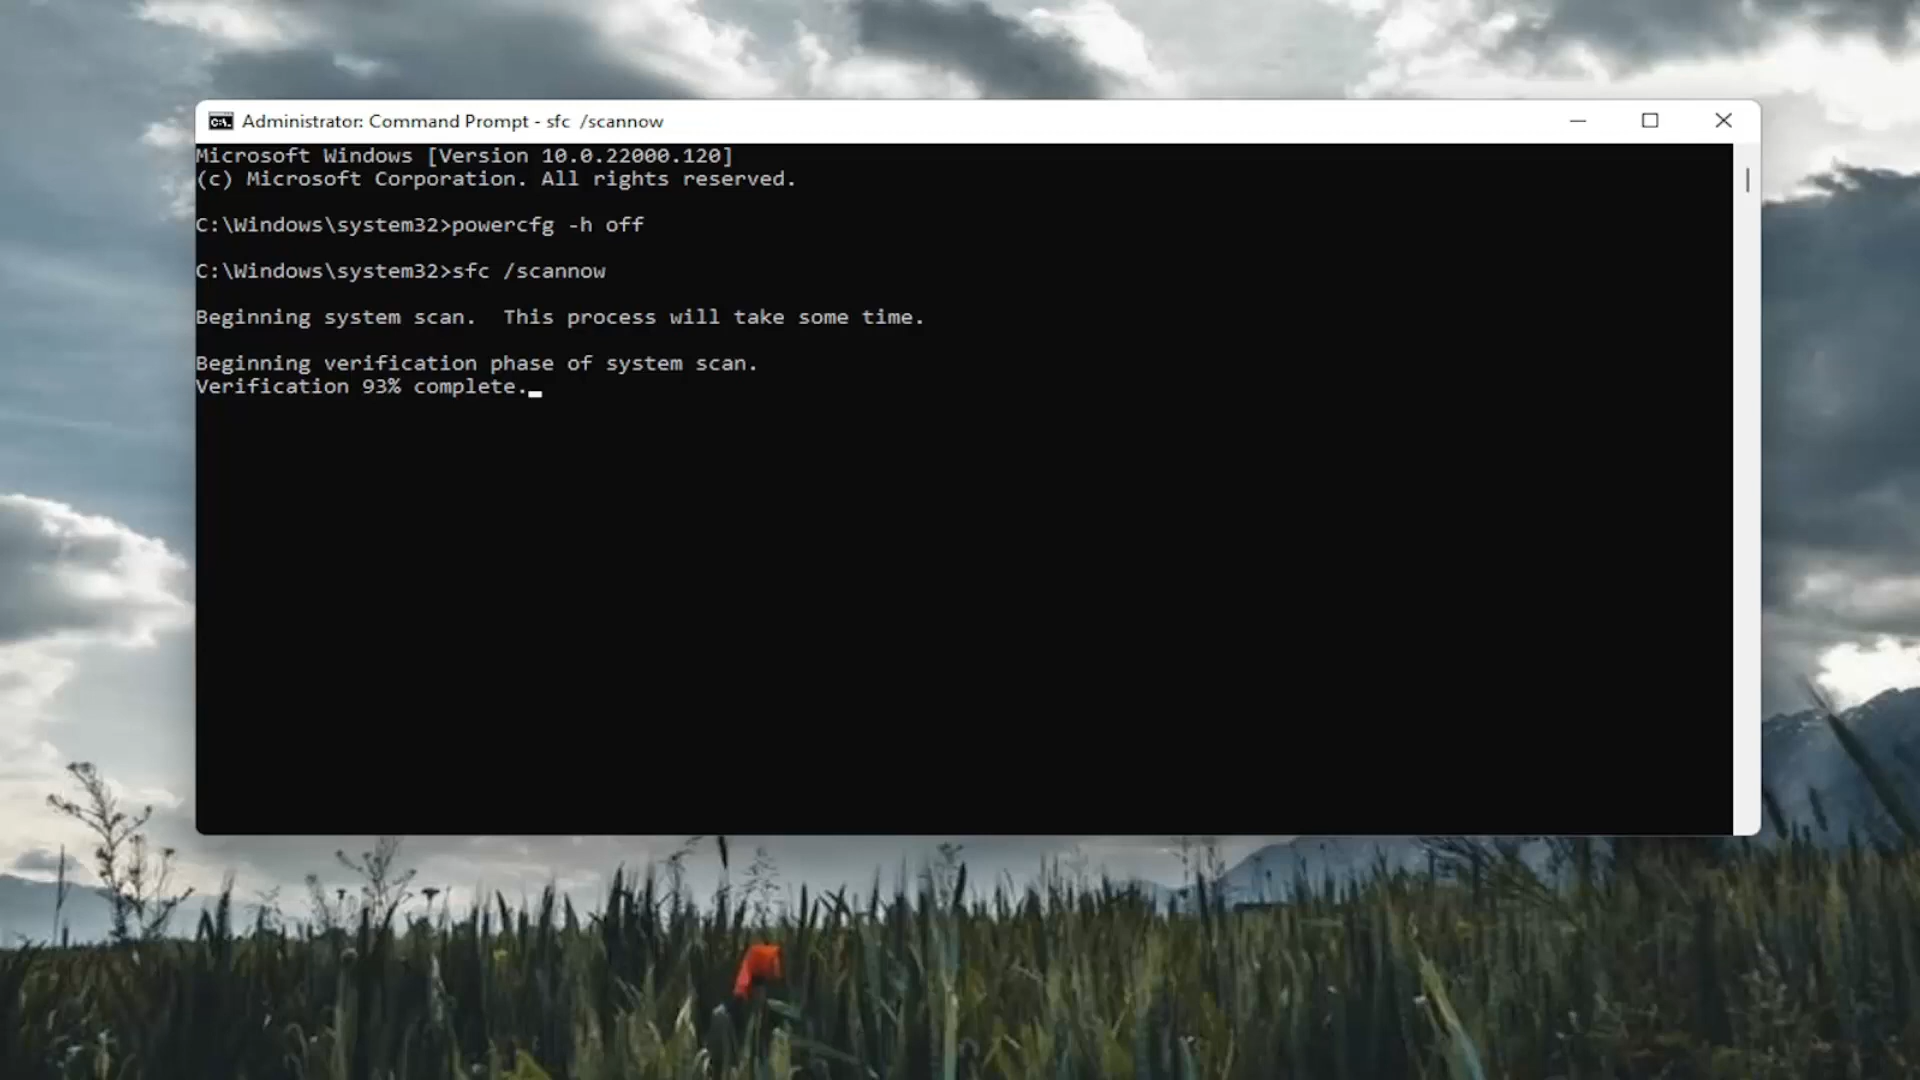 Administrator: Command Prompt - sfc  /scannow
Microsoft Windows [Version 10.0.22000.120]
(c) Microsoft Corporation. All rights reserved.
C:\Windows\system32>powercfg -h off
C:\Windows\system32>sfc /scannow
Beginning system scan.  This process will take some time.
Beginning verification phase of system scan.
Verification 93% complete.